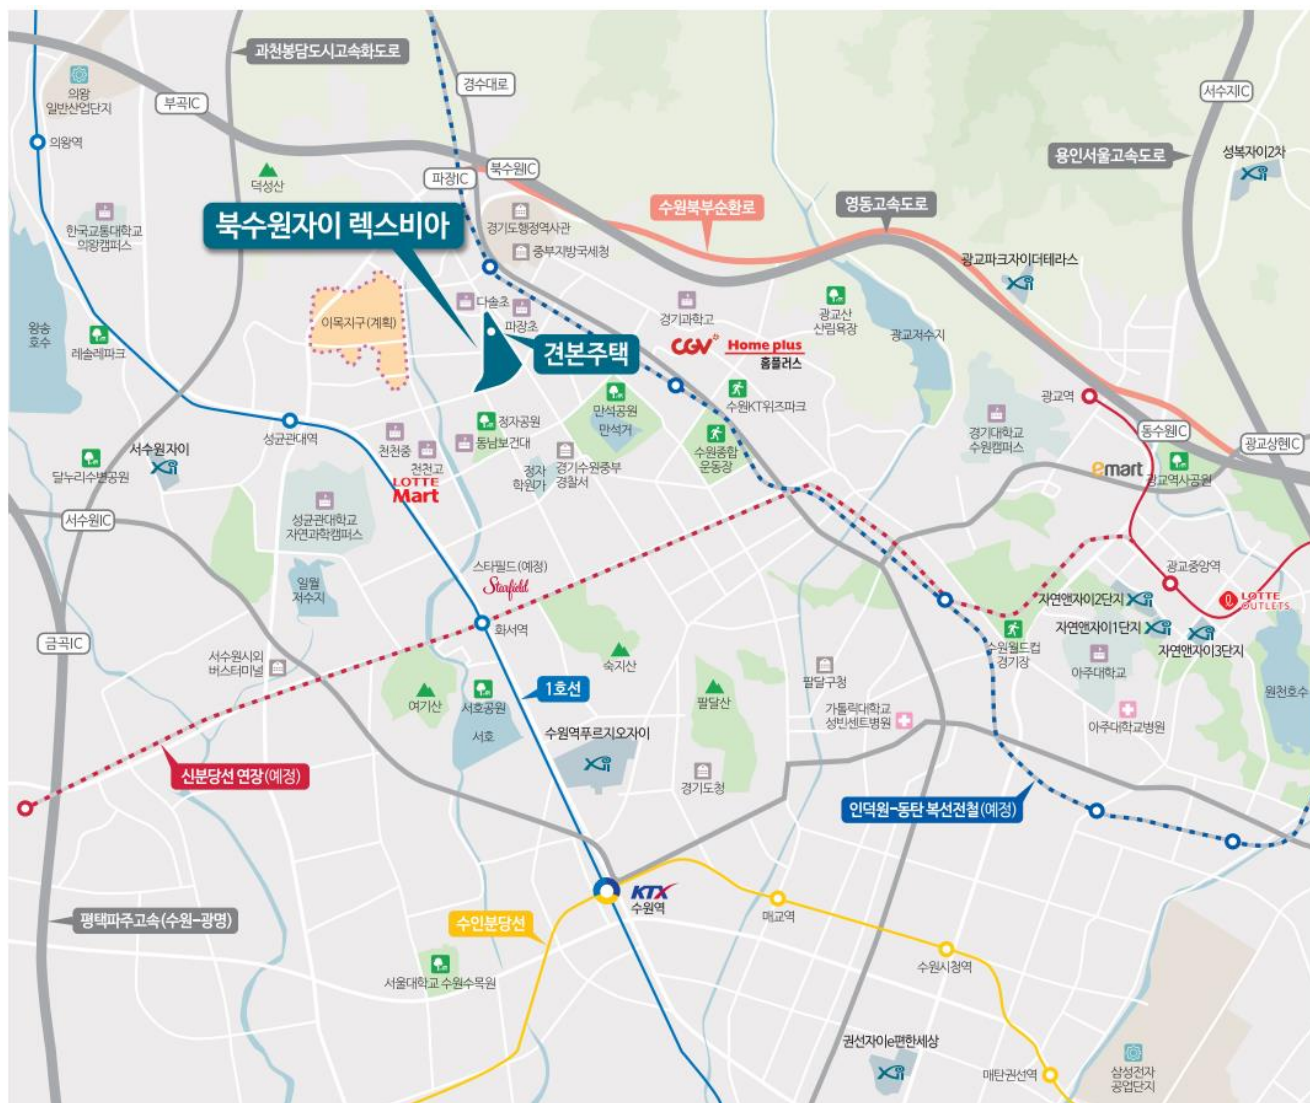 과천봉담도시고속화도로
경수대로
의왕
일반산업단지
부곡IC
서수지IC
의왕역
용인서울고속도로
성복자이2차
덕성산
파장IC
북수원IC
한국교통대학교
의왕캠퍼스
북수원자이 렉스비아
경기도행정역사관
중부지방국세청
수원북부순환로
영동고속도로
광교파크자이더테라스
이목지구(계획)
다솔초
파장초
경기과학고
광교산
산림욕장
광교저수지
왕송
호수
레솔레파크
견본주택
CGV
Home plus
홈플러스
만석공원
만석거
수원KT위즈파크
광교역
성균관대역
서수원자이
달누리수변공원
천천중
천천고
LOTTE
Mart
정자공원
동남보건대
정자
학원가
경기수원중부
경찰서
수원종합
운동장
경기대학교
수원캠퍼스
동수원IC
광교상현IC
emart
광교역사공원
서수원IC
성균관대학교
자연과학캠퍼스
일월
저수지
스타필드(예정)
Starfield
화서역
광교중앙역
LOTTE
OUTLETS
자연앤자이2단지
자연앤자이1단지
자연앤자이3단지
금곡IC
서수원시외
버스터미널
숙지산
수원월드컵
경기장
아주대학교
원천호수
여기산
서호공원
서호
1호선
팔달산
팔달구청
가톨릭대학교
성빈센트병원
아주대학교병원
수원역푸르지오자이
경기도청
신분당선 연장(예정)
인덕원-동탄 복선전철(예정)
KTX
수원역
평택파주고속(수원-광명)
수인분당선
매교역
수원시청역
서울대학교 수원수목원
권선자이e편한세상
매탄권선역
삼성전자
공업단지